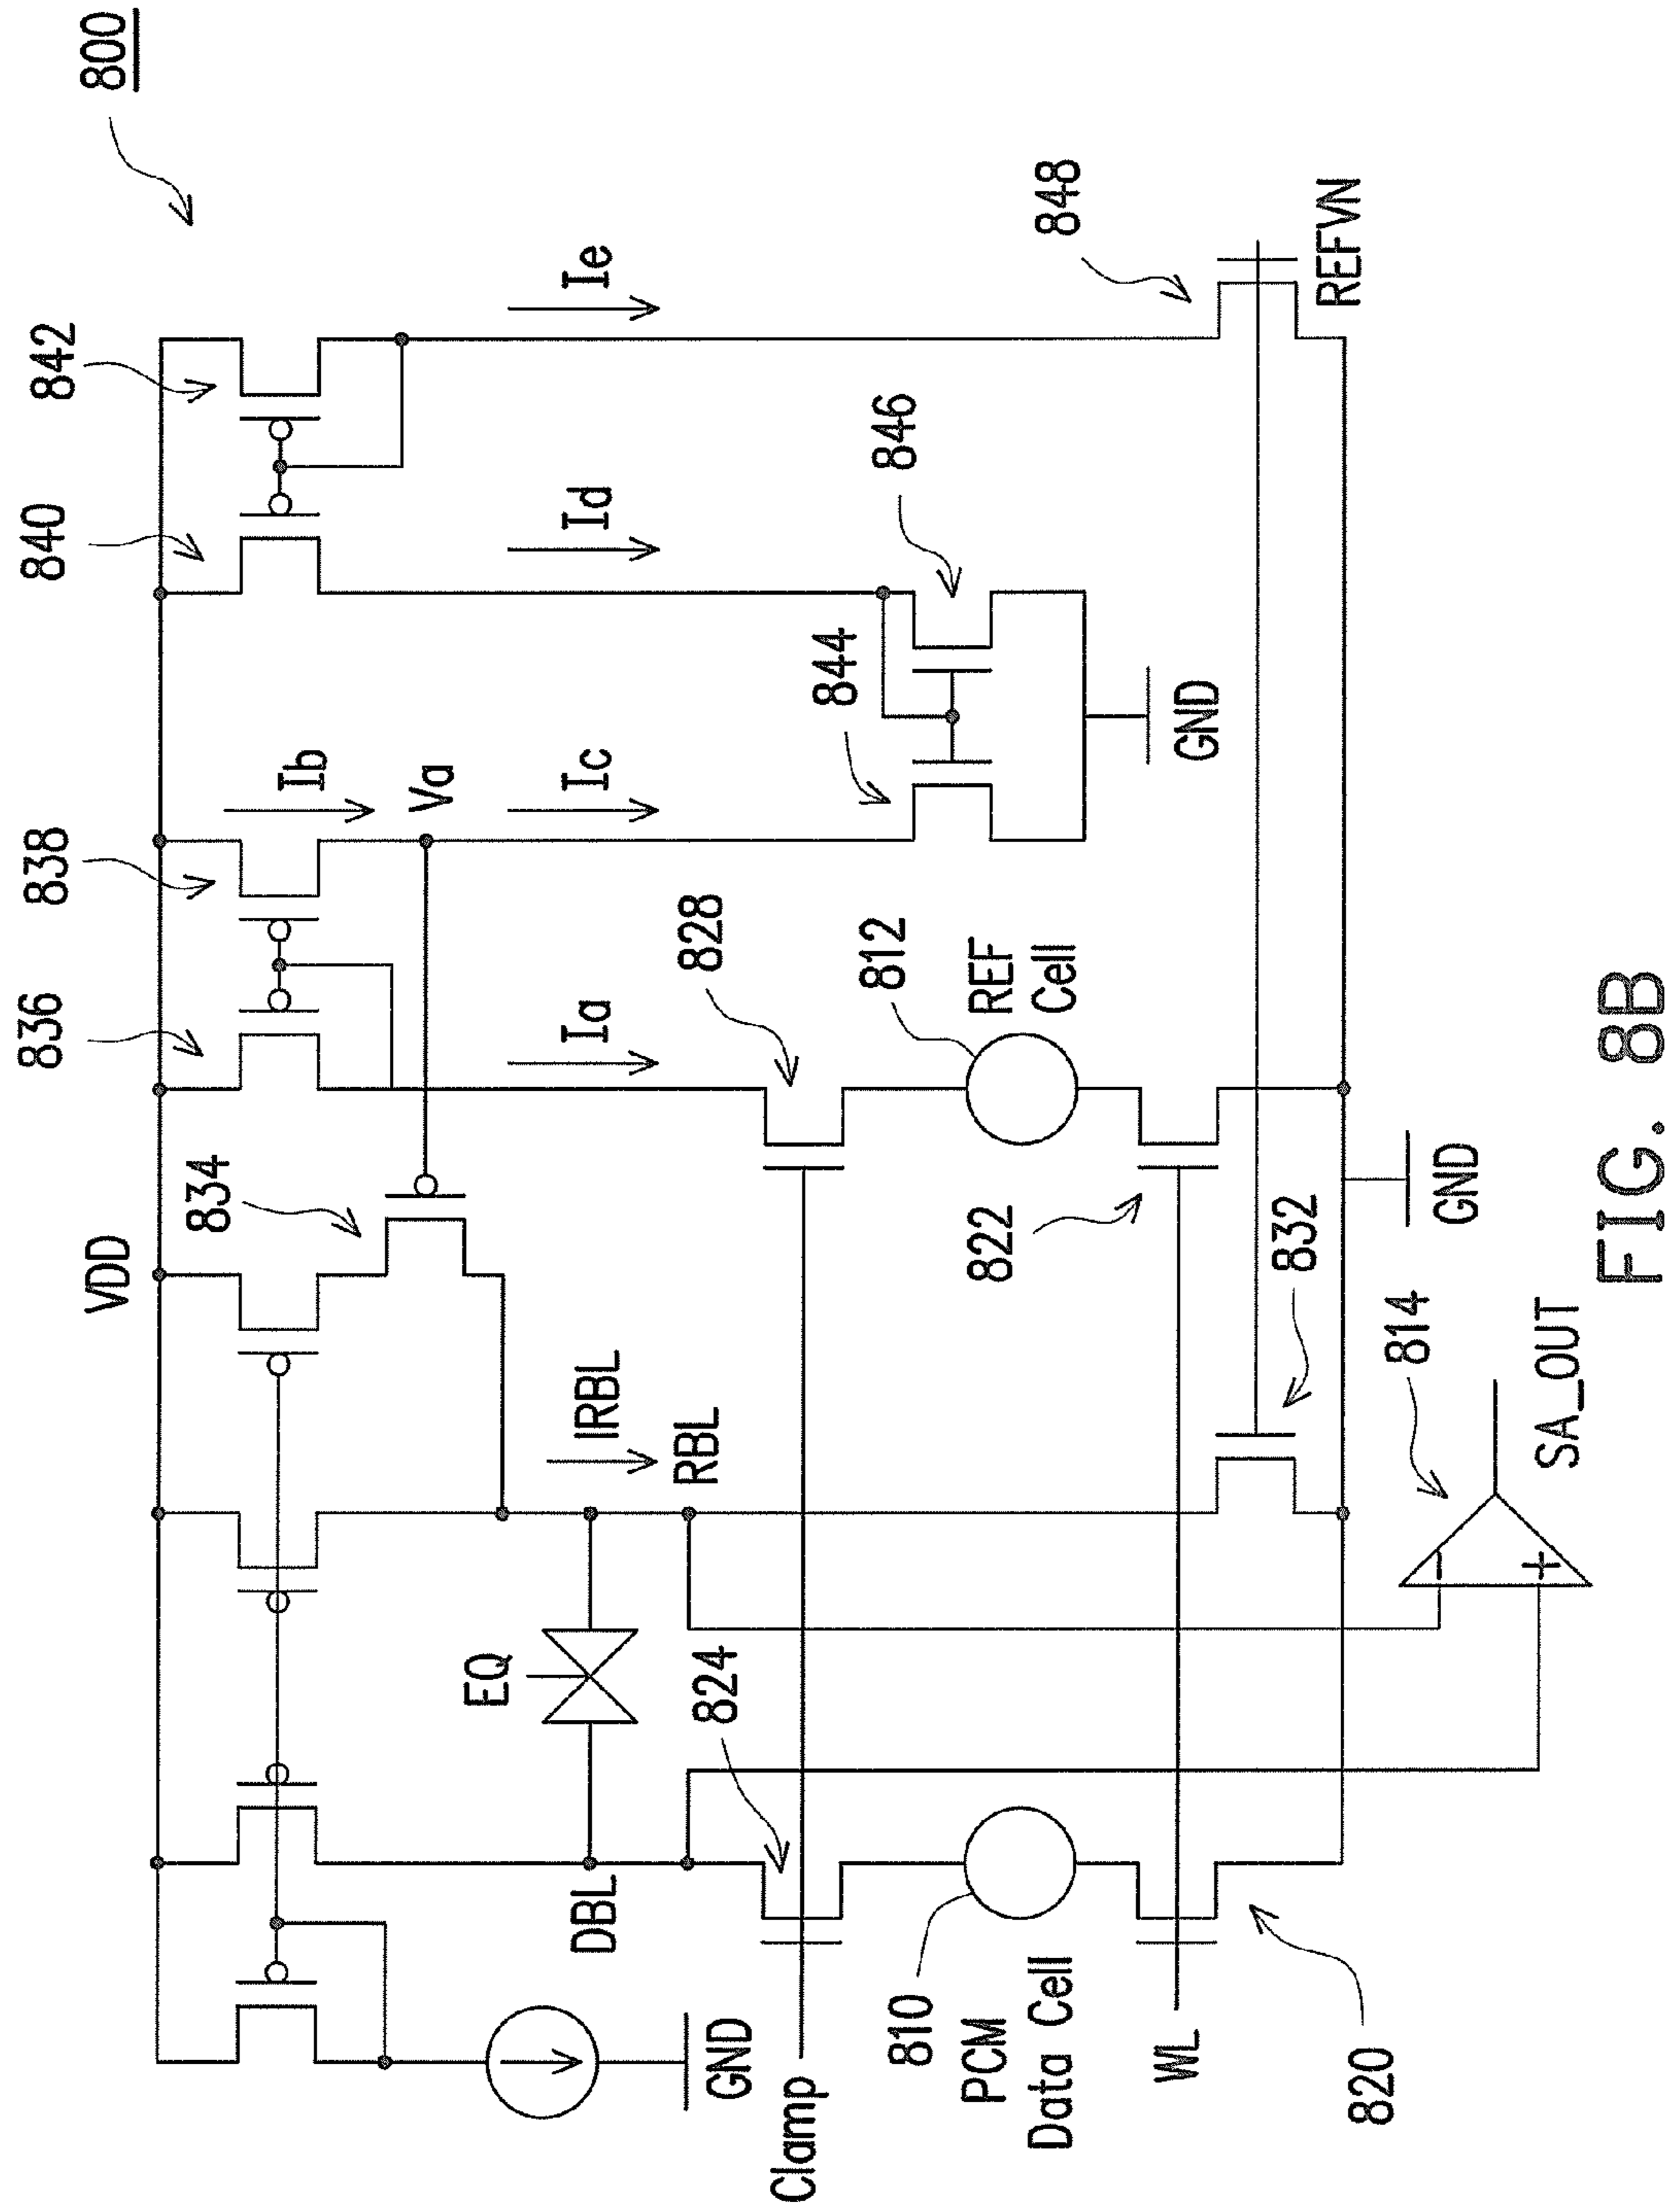 800
VDD
834
836
838
840
842
Ib
Va
Ia
Ic
Id
Ie
EQ
IRBL
RBL
DBL
824
828
844
846
848
GND
Clamp
810
PCM
Data Cell
812
REF
Cell
GND
WL
820
822
832
REFVN
GND
814
-
+
SA_OUT
FIG. 8B